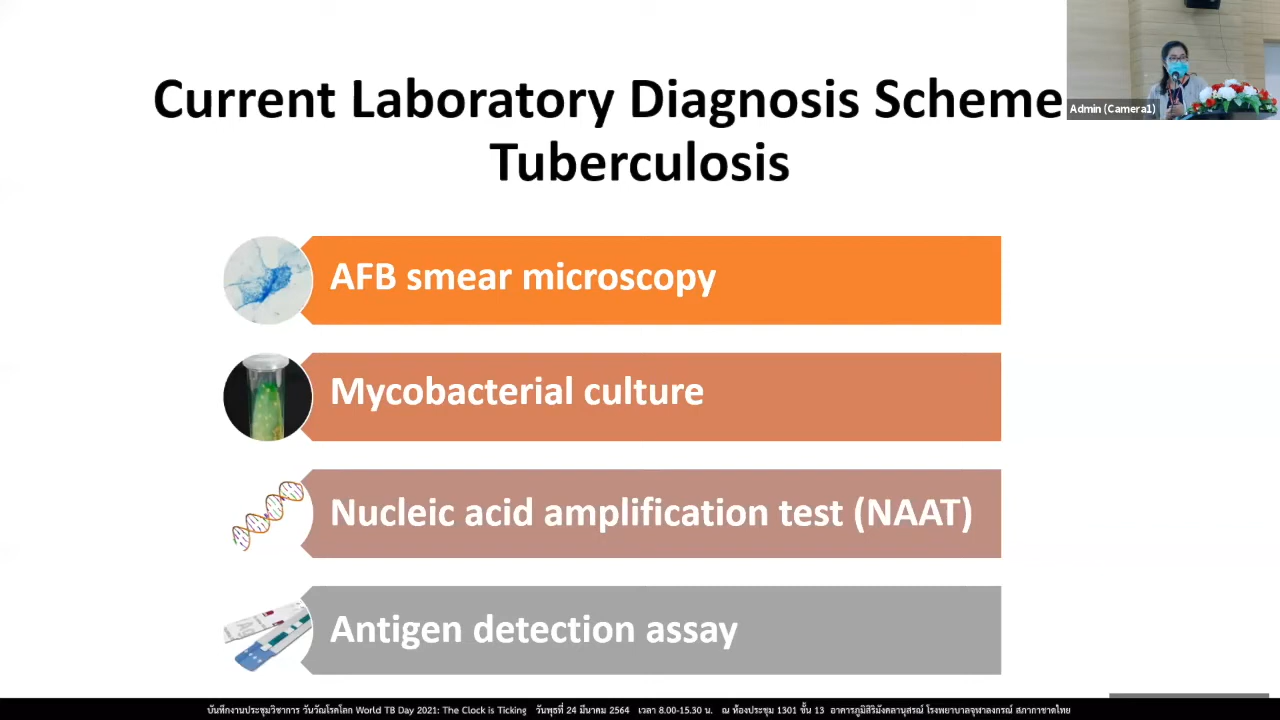 Current Laboratory Diagnosis Scheme
Tuberculosis
Admin (Camera1)
AFB smear microscopy
Mycobacterial culture
Nucleic acid amplification test (NAAT)
Antigen detection assay
บันทึกงานประชุมวิชาการ วันวัณโรคโลก World TB Day 2021: The Clock is Ticking วันพุธที่ 24 มีนาคม 2564 เวลา 8.00-15.30 น. ณ ห้องประชุม 1301 ชั้น 13 อาคารภูมิสิริมังคลานุสรณ์ โรงพยาบาลจุฬาลงกรณ์ สภากาชาดไทย